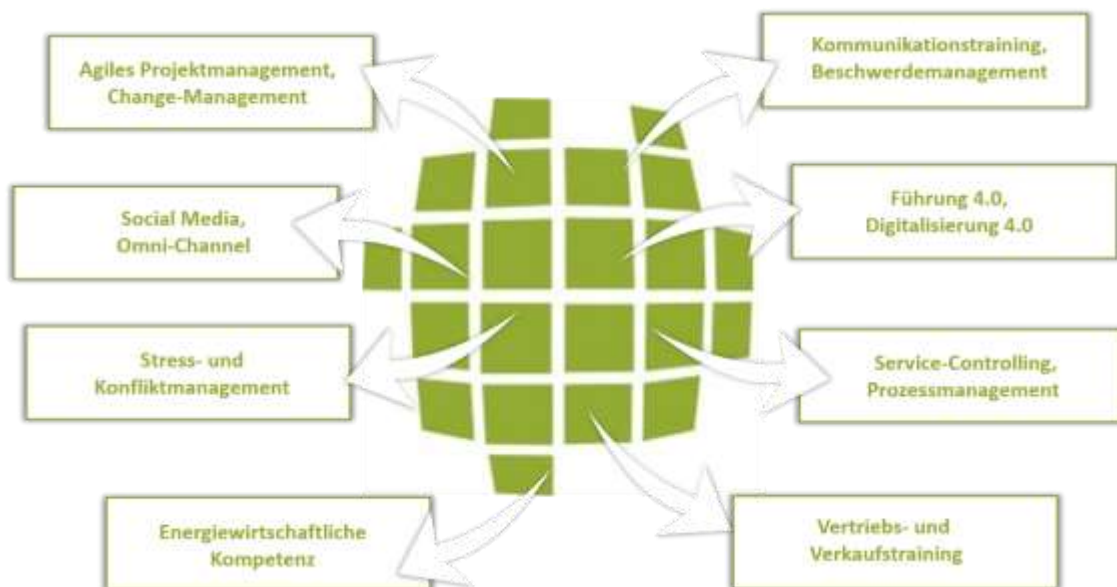 Agiles Projektmanagement,
Change-Management
Kommunikationstraining,
Beschwerdemanagement
Social Media,
Omni-Channel
Führung 4.0,
Digitalisierung 4.0
Stress- und
Konfliktmanagement
Service-Controlling,
Prozessmanagement
Energiewirtschaftliche
Kompetenz
Vertriebs- und
Verkaufstraining